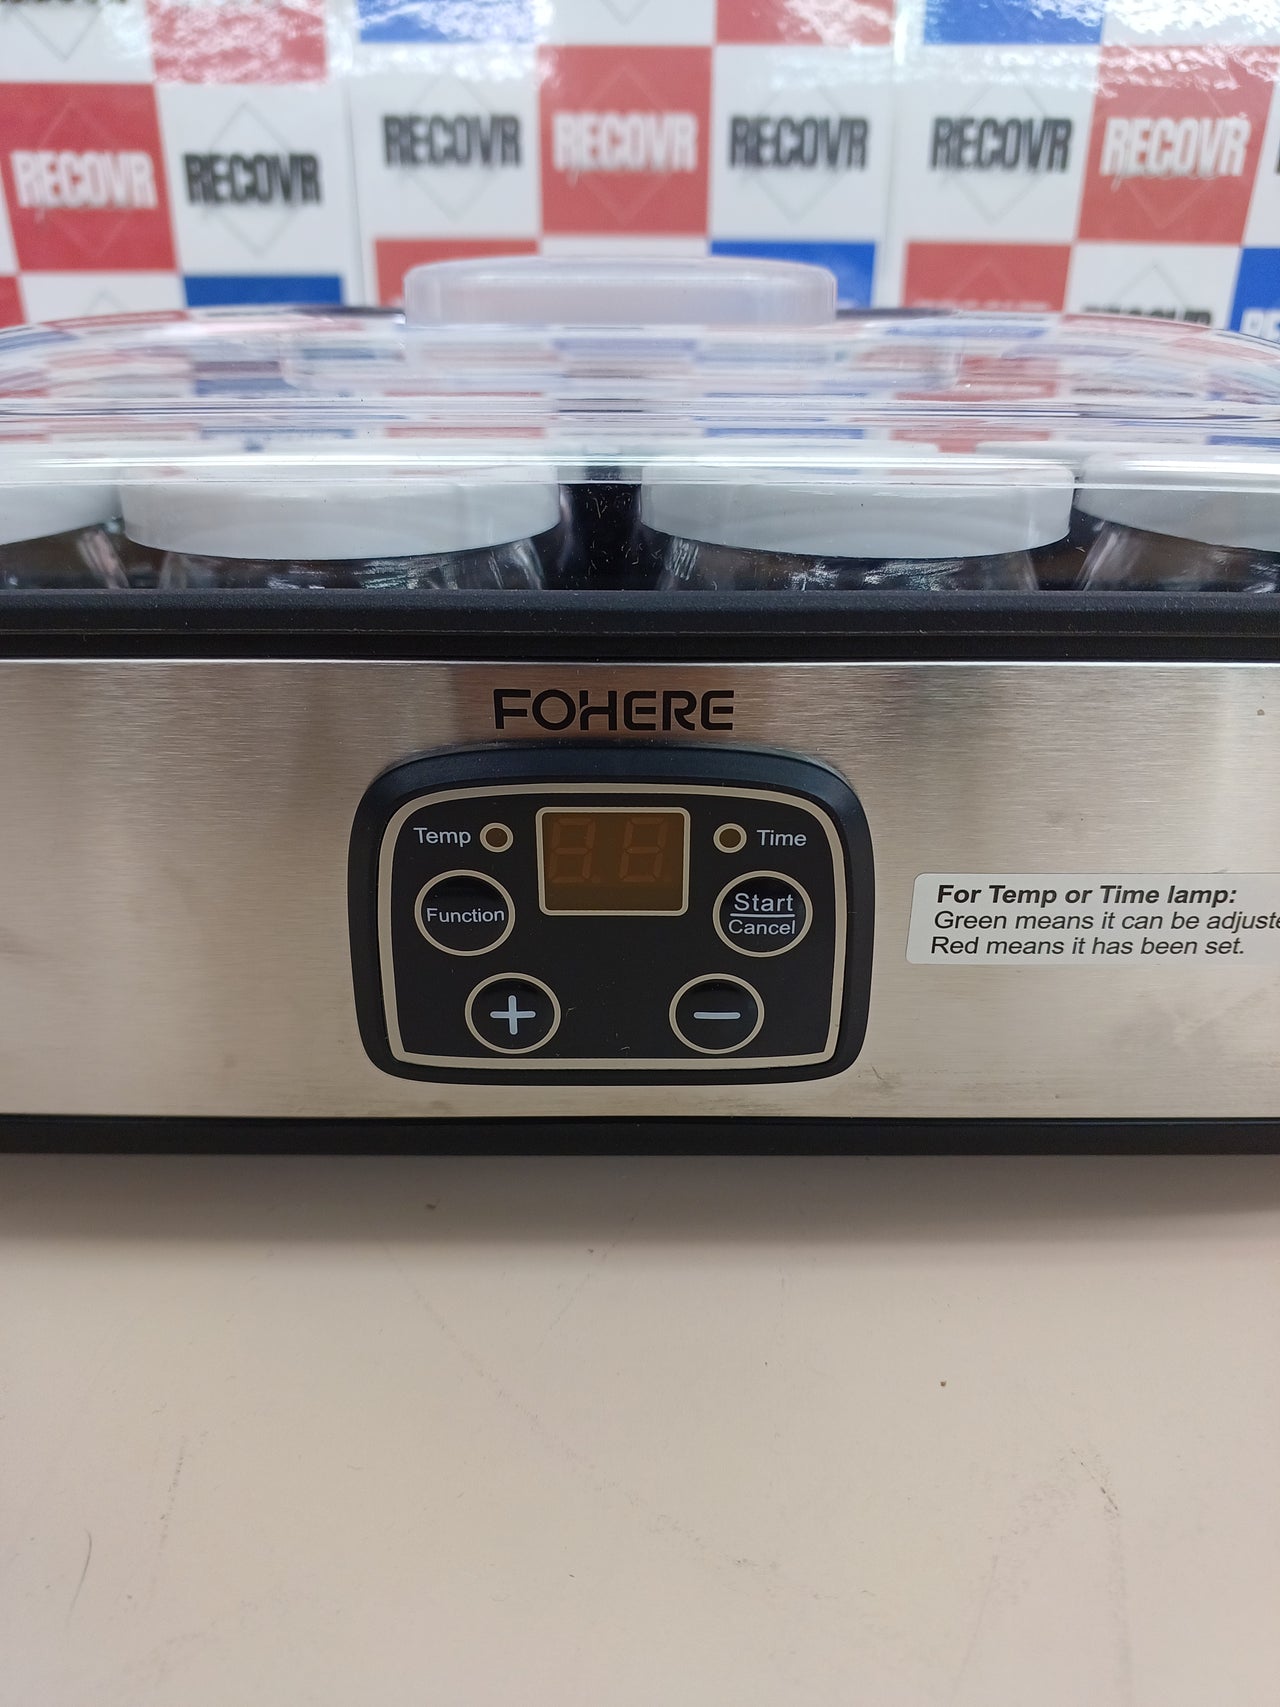 RECOVR RECOVR RECOVR RECOVR RECOVR RECOVR RECOVR
FOHERE
Temp Time
Function
Start
Cancel
+ −
For Temp or Time lamp:
Green means it can be adjuste
Red means it has been set.